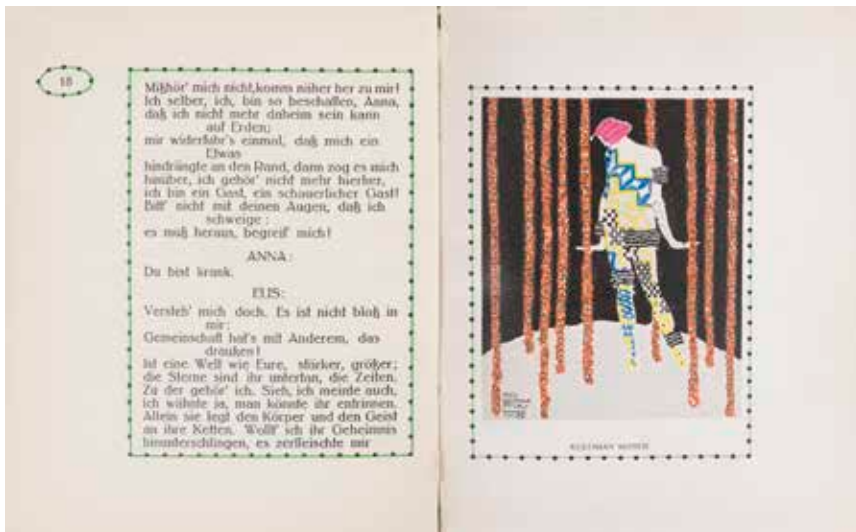 18
Mißhör' mich nicht, komm näher her zu mir!
Ich selber, ich, bin so beschaffen, Anna,
daß ich nicht mehr daheim sein kann
auf Erden;
mir widerfuhr's einmal, daß mich ein
Etwas
hindrängte an den Rand, dann zog es mich
hinüber, ich gehör' nicht mehr hierher,
ich bin ein Gast, ein schauerlicher Gast!
Bitt' nicht mit deinen Augen, daß ich
schweige:
es muß heraus, begreif' mich!
ANNA:
Du bist krank.
ELIS:
Versteh' mich doch. Es ist nicht bloß in
mir:
Gemeinschaft hat's mit Anderem, das
draußen!
Ist eine Welt wie Eure, stärker, größer;
die Sterne sind ihr untertan, die Zeiten.
Zu der gehör' ich. Sieh, ich meinte auch,
ich wähnte ja, man könnte ihr entrinnen.
Allein sie legt den Körper und den Geist
an ihre Ketten. Wollt' ich ihr Geheimnis
hinunterschlingen, es zerfleischte mir